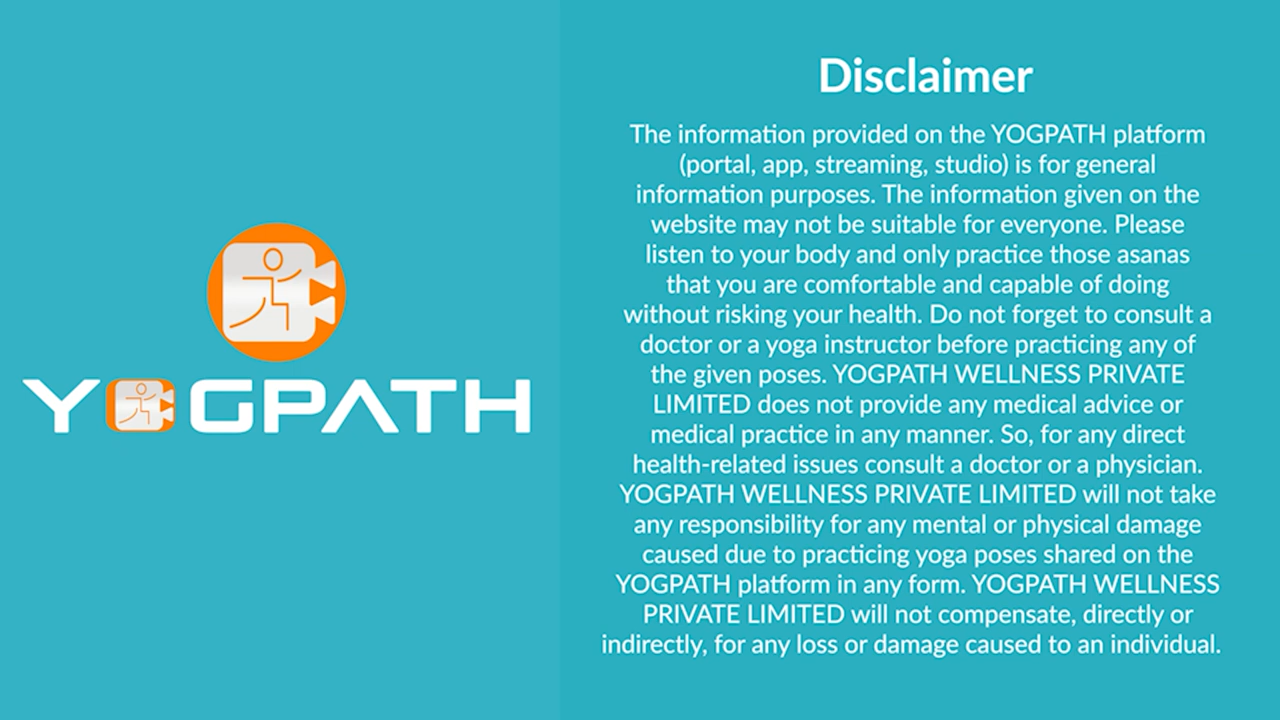 YOGPATH
Disclaimer
The information provided on the YOGPATH platform
(portal, app, streaming, studio) is for general
information purposes. The information given on the
website may not be suitable for everyone. Please
listen to your body and only practice those asanas
that you are comfortable and capable of doing
without risking your health. Do not forget to consult a
doctor or a yoga instructor before practicing any of
the given poses. YOGPATH WELLNESS PRIVATE
LIMITED does not provide any medical advice or
medical practice in any manner. So, for any direct
health-related issues consult a doctor or a physician.
YOGPATH WELLNESS PRIVATE LIMITED will not take
any responsibility for any mental or physical damage
caused due to practicing yoga poses shared on the
YOGPATH platform in any form. YOGPATH WELLNESS
PRIVATE LIMITED will not compensate, directly or
indirectly, for any loss or damage caused to an individual.